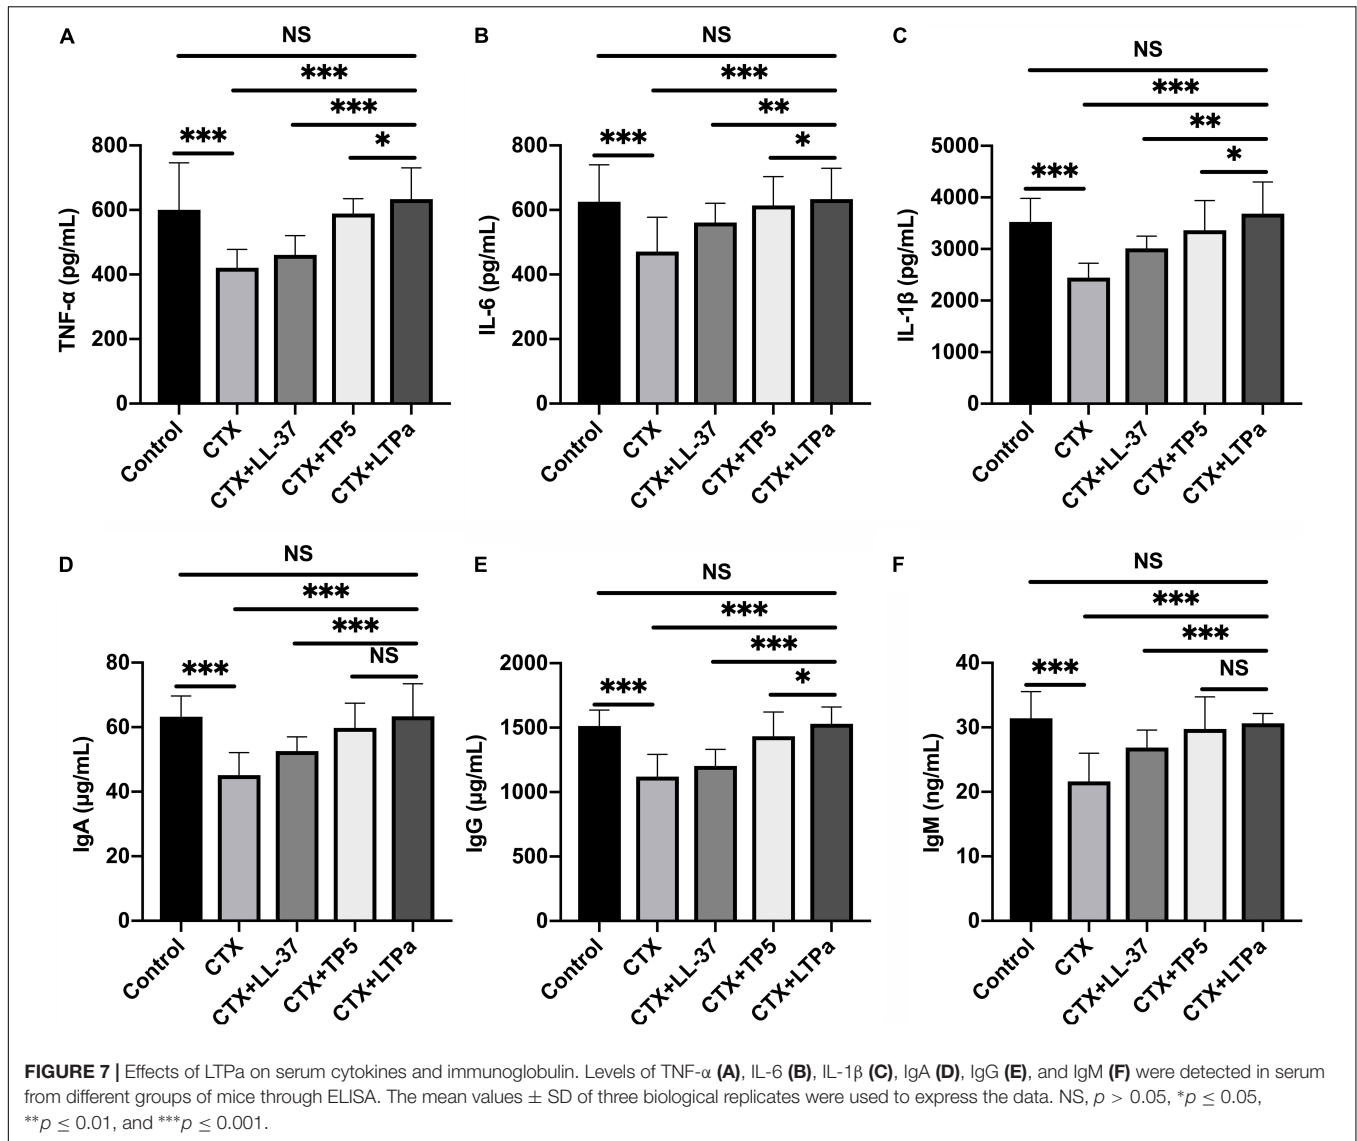 A
NS
***
***
***
*
TNF-α (pg/mL)
800
600
400
200
0
Control
CTX
CTX+LL-37
CTX+TP5
CTX+LTPa
B
NS
***
**
***
*
IL-6 (pg/mL)
800
600
400
200
0
Control
CTX
CTX+LL-37
CTX+TP5
CTX+LTPa
C
NS
***
**
*
***
IL-1β (pg/mL)
5000
4000
3000
2000
1000
0
Control
CTX
CTX+LL-37
CTX+TP5
CTX+LTPa
D
NS
***
***
NS
***
IgA (µg/mL)
80
60
40
20
0
Control
CTX
CTX+LL-37
CTX+TP5
CTX+LTPa
E
NS
***
***
*
***
IgG (µg/mL)
2000
1500
1000
500
0
Control
CTX
CTX+LL-37
CTX+TP5
CTX+LTPa
F
NS
***
***
NS
***
IgM (ng/mL)
40
30
20
10
0
Control
CTX
CTX+LL-37
CTX+TP5
CTX+LTPa
FIGURE 7 | Effects of LTPa on serum cytokines and immunoglobulin. Levels of TNF-α (A), IL-6 (B), IL-1β (C), IgA (D), IgG (E), and IgM (F) were detected in serum
from different groups of mice through ELISA. The mean values ± SD of three biological replicates were used to express the data. NS, p > 0.05, *p ≤ 0.05,
**p ≤ 0.01, and ***p ≤ 0.001.